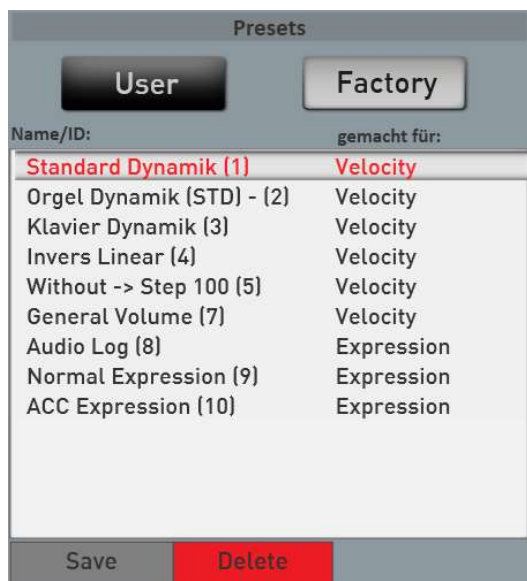 Presets
User Factory
Name/ID: gemacht für:
Standard Dynamik (1) Velocity
Orgel Dynamik (STD) - (2) Velocity
Klavier Dynamik (3) Velocity
Invers Linear (4) Velocity
Without -> Step 100 (5) Velocity
General Volume (7) Velocity
Audio Log (8) Expression
Normal Expression (9) Expression
ACC Expression (10) Expression
Save Delete